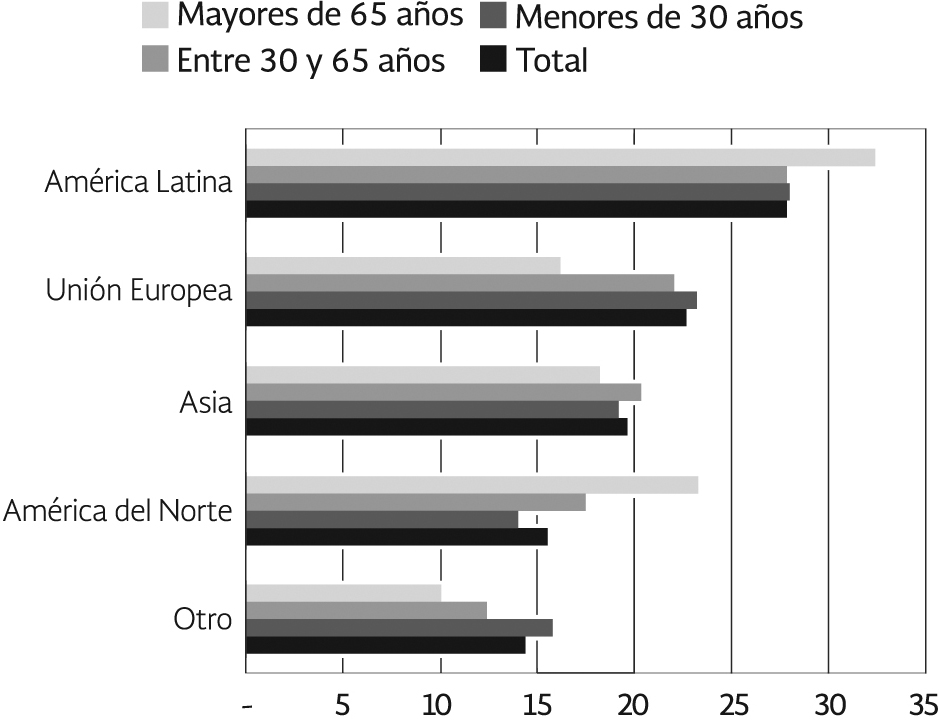 Mayores de 65 años Menores de 30 años
Entre 30 y 65 años Total
América Latina
Unión Europea
Asia
América del Norte
Otro
– 5 10 15 20 25 30 35